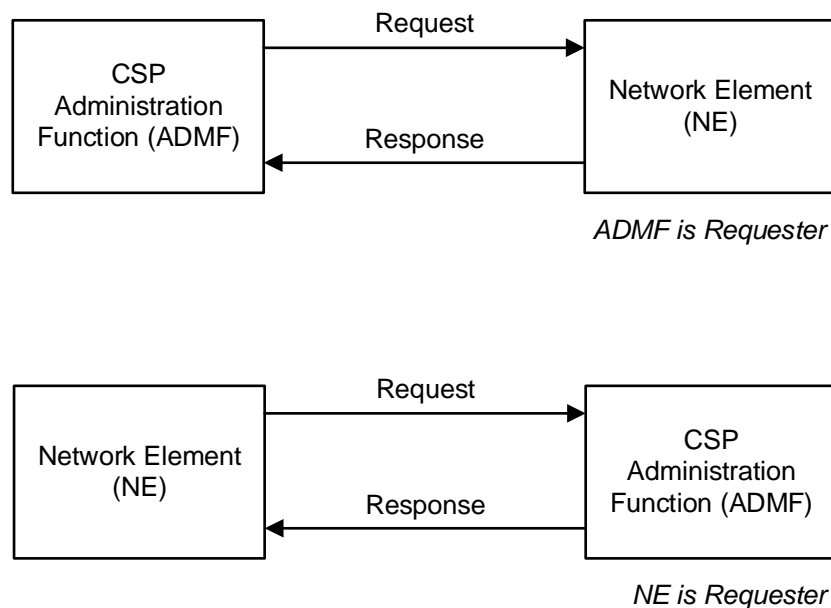 Request
CSP
Administration
Function (ADMF)
Network Element
(NE)
Response
ADMF is Requester
Request
Network Element
(NE)
CSP
Administration
Function (ADMF)
Response
NE is Requester